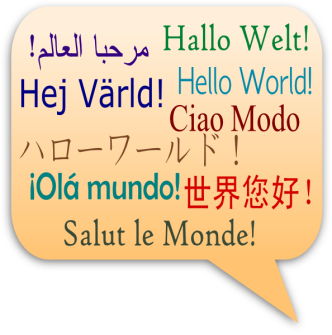 مرحبا العالم!
Hallo Welt!
Hej Värld!
Hello World!
Ciao Modo
ハローワールド！
¡Olá mundo!
世界您好!
Salut le Monde!